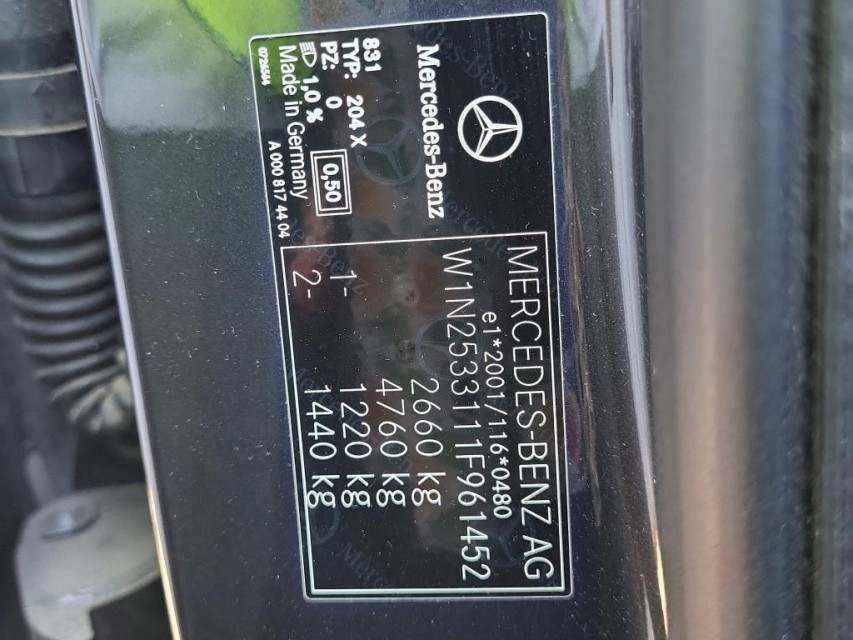 Mercedes-Benz
831
TYP: 204 X
PZ: 0
1,0 %
0,50
Made in Germany
0726544
A 000 817 44 04
MERCEDES-BENZ AG
e1*2001/116*0480
W1N2533111F961452
2660 kg
4760 kg
1- 1220 kg
2- 1440 kg